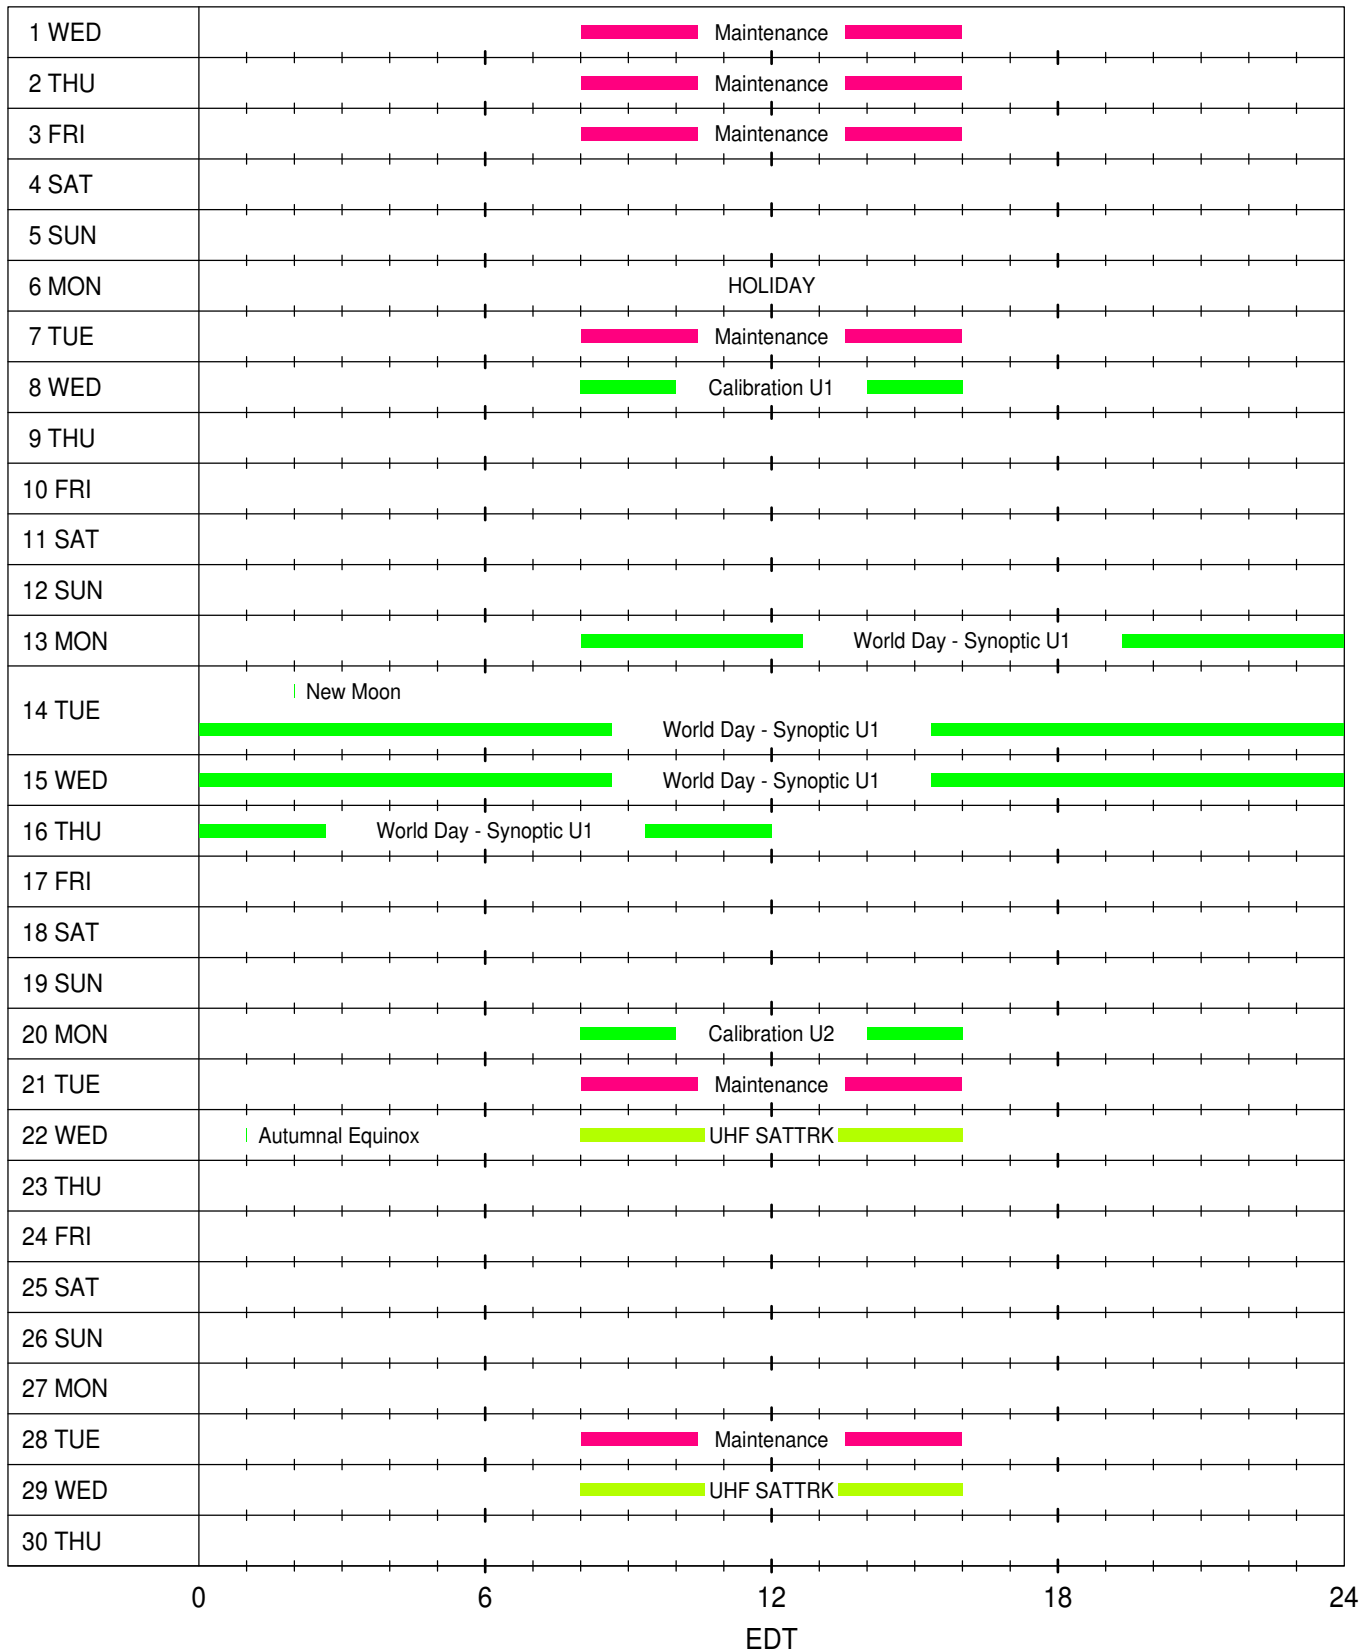 1 WED Maintenance
2 THU Maintenance
3 FRI Maintenance
4 SAT
5 SUN
6 MON HOLIDAY
7 TUE Maintenance
8 WED Calibration U1
9 THU
10 FRI
11 SAT
12 SUN
13 MON World Day - Synoptic U1
14 TUE New Moon
World Day - Synoptic U1
15 WED World Day - Synoptic U1
16 THU World Day - Synoptic U1
17 FRI
18 SAT
19 SUN
20 MON Calibration U2
21 TUE Maintenance
22 WED Autumnal Equinox UHF SATTRK
23 THU
24 FRI
25 SAT
26 SUN
27 MON
28 TUE Maintenance
29 WED UHF SATTRK
30 THU
0 6 12 18 24
EDT